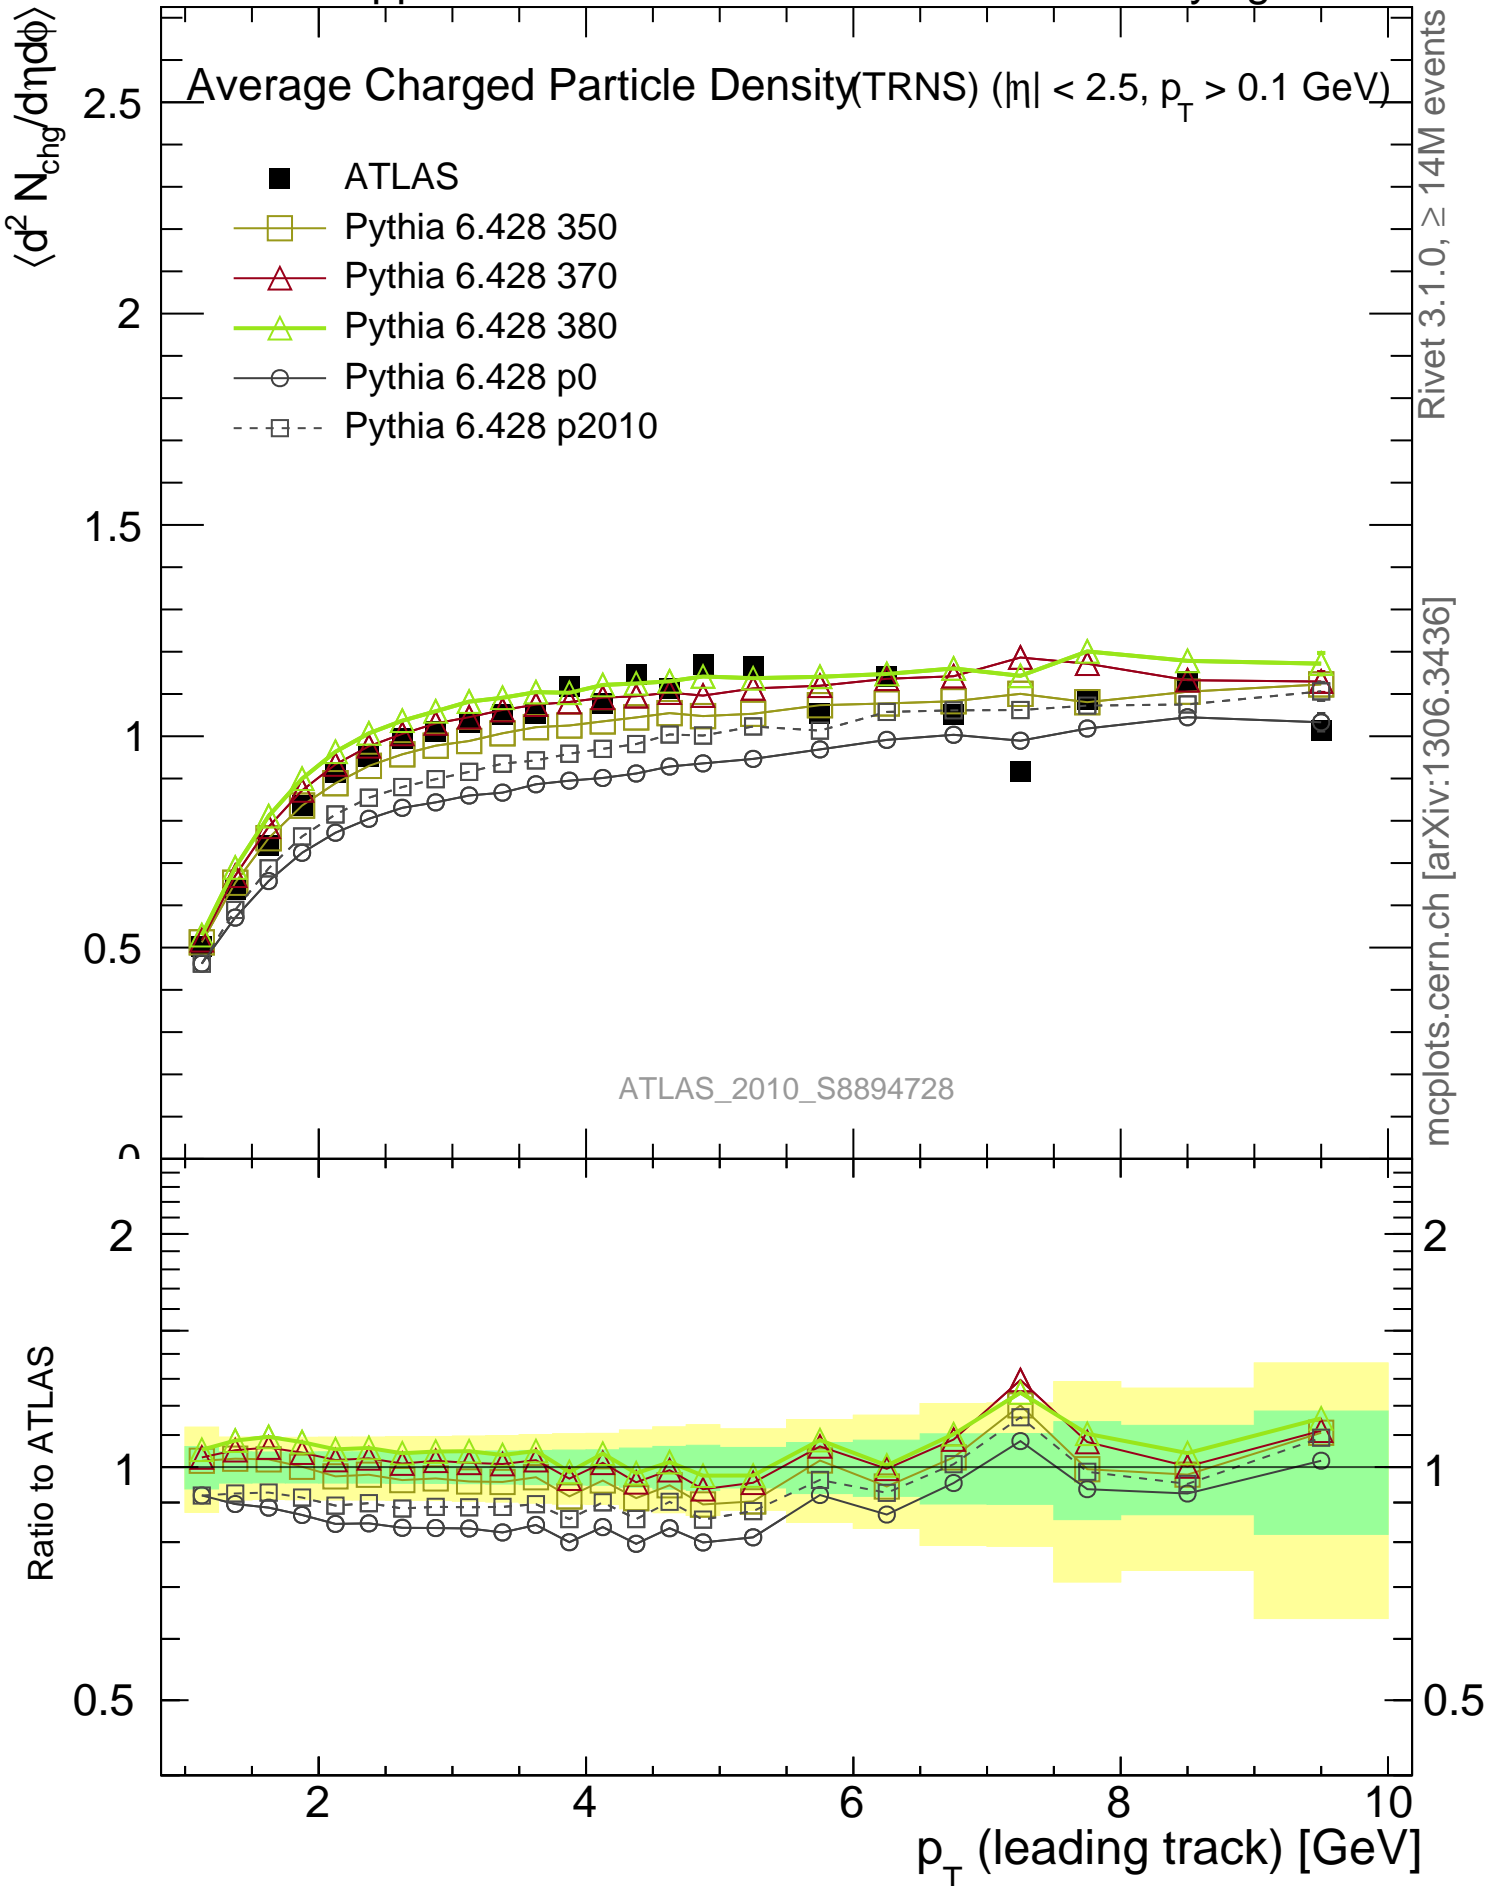 Average Charged Particle Density (TRNS) (|η| < 2.5, p_T > 0.1 GeV)
⟨d² N_chg/dηdϕ⟩
ATLAS
Pythia 6.428 350
Pythia 6.428 370
Pythia 6.428 380
Pythia 6.428 p0
Pythia 6.428 p2010
2.5
2
1.5
1
0.5
0
ATLAS_2010_S8894728
Rivet 3.1.0, ≥ 14M events
mcplots.cern.ch [arXiv:1306.3436]
Ratio to ATLAS
2
1
0.5
2
1
0.5
2 4 6 8 10
p_T (leading track) [GeV]